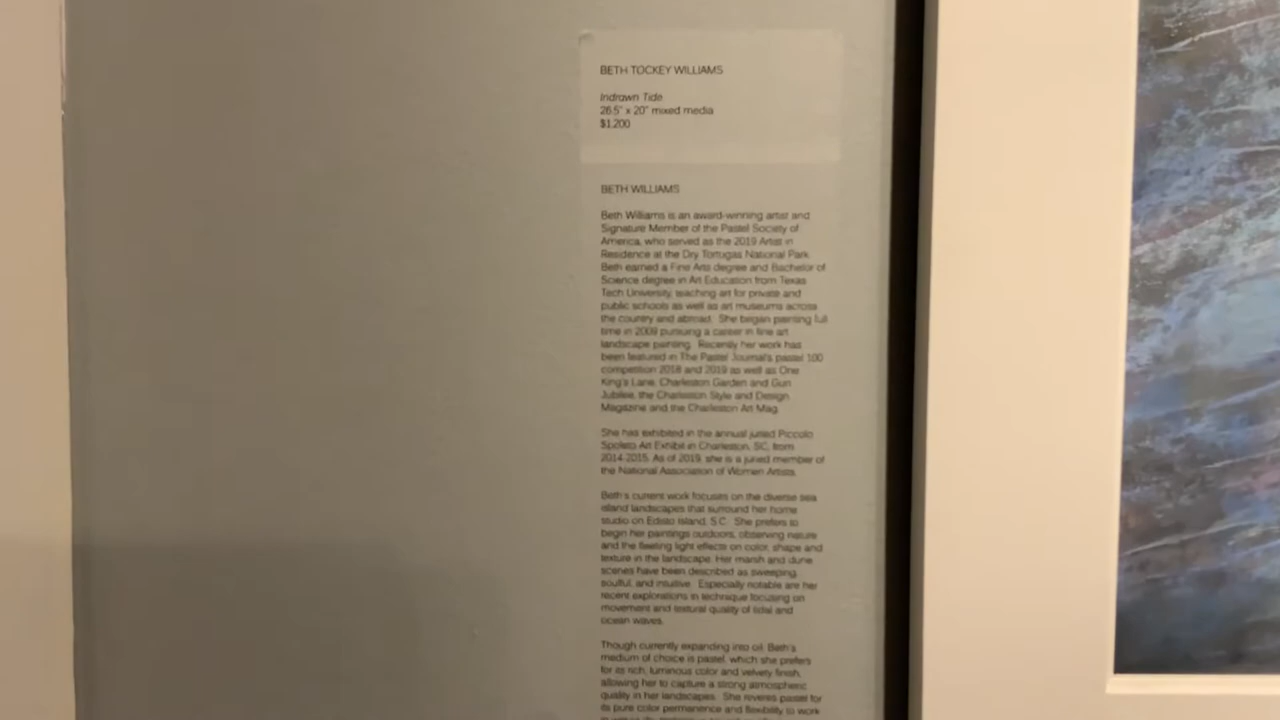 BETH TOCKEY WILLIAMS
Indrawn Tide
26.5" x 20" mixed media
$1,200
BETH WILLIAMS
Beth Williams is an award-winning artist and
Signature Member of the Pastel Society of
America, who served as the 2019 Artist in
Residence at the Dry Tortugas National Park.
Beth earned a Fine Arts degree and Bachelor of
Science degree in Art Education from Texas
Tech University, teaching art for private and
public schools as well as art museums across
the country and abroad. She began painting full
time in 2009 pursuing a career in fine art
landscape painting. Recently her work has
been featured in The Pastel Journal's pastel 100
competition 2018 and 2019 as well as One
King's Lane, Charleston Garden and Gun
Jubilee, the Charleston Style and Design
Magazine and the Charleston Art Mag.
She has exhibited in the annual juried Piccolo
Spoleto Art Exhibit in Charleston, SC, from
2014-2015. As of 2019, she is a juried member of
the National Association of Women Artists.
Beth's current work focuses on the diverse sea
island landscapes that surround her home
studio on Edisto Island, S.C. She prefers to
begin her paintings outdoors, observing nature
and the fleeting light effects on color, shape and
texture in the landscape. Her marsh and dune
scenes have been described as sweeping,
soulful, and intuitive. Especially notable are her
recent explorations in technique focusing on
movement and textural quality of tidal and
ocean waves.
Though currently expanding into oil, Beth's
medium of choice is pastel, which she prefers
for its rich, luminous color and velvety finish,
allowing her to capture a strong atmospheric
quality in her landscapes. She reveres pastel for
its pure color permanence and flexibility to work